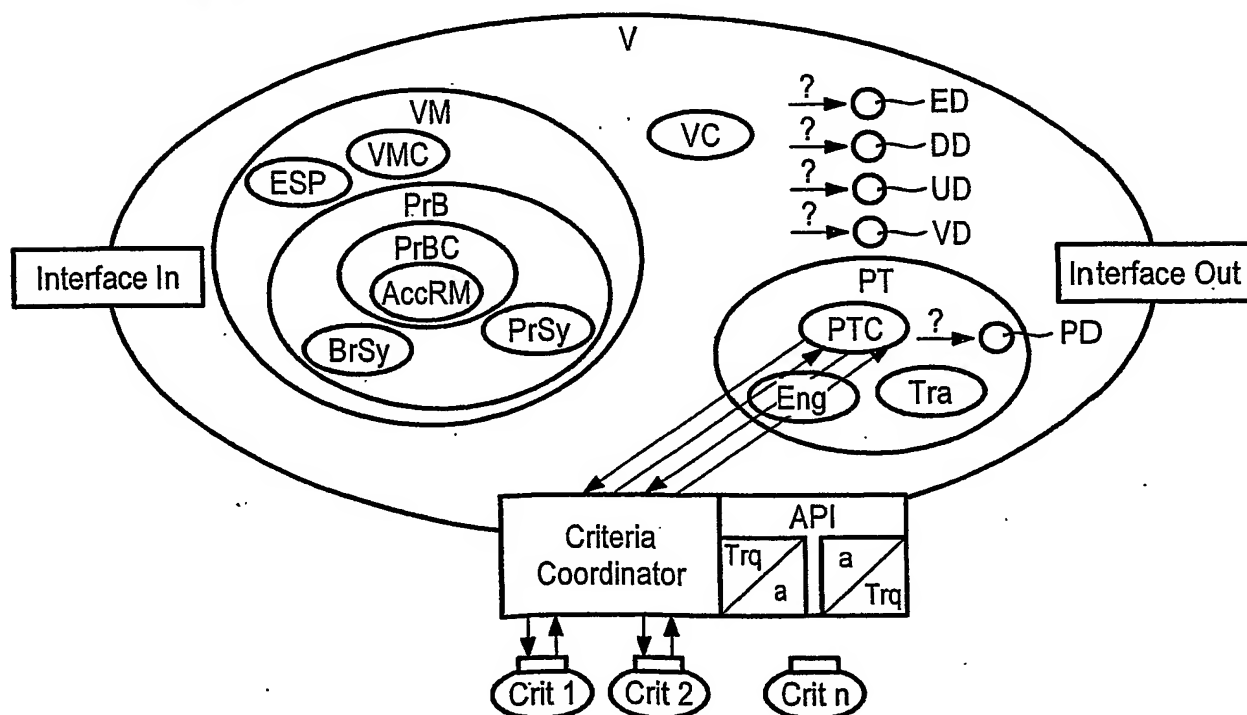 V
VM
VMC
ESP
PrB
PrBC
AccRM
BrSy
PrSy
VC
? ED
? DD
? UD
? VD
Interface In
Interface Out
PT
PTC
? PD
Eng
Tra
Criteria
Coordinator
API
Trq
a
a
Trq
Crit 1
Crit 2
Crit n